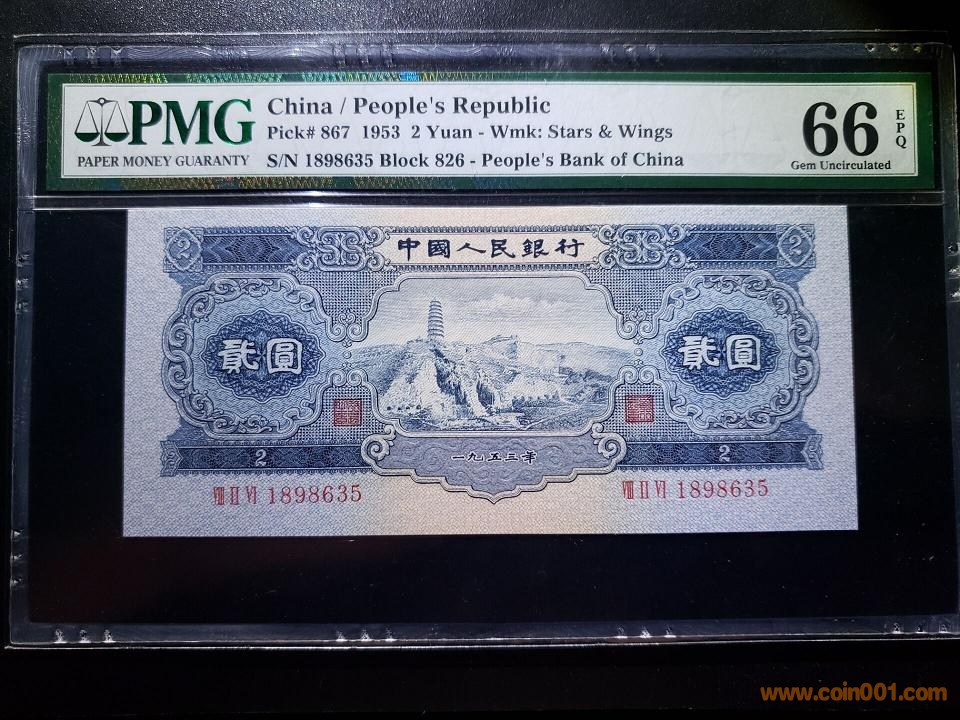 PMG
PAPER MONEY GUARANTY
China / People's Republic
Pick# 867 1953 2 Yuan - Wmk: Stars & Wings
S/N 1898635 Block 826 - People's Bank of China
66
EPQ
Gem Uncirculated
2
中國人民銀行
2
貳圓
貳圓
一九五三年
2
2
VIII II VI 1898635
VIII II VI 1898635
www.coin001.com